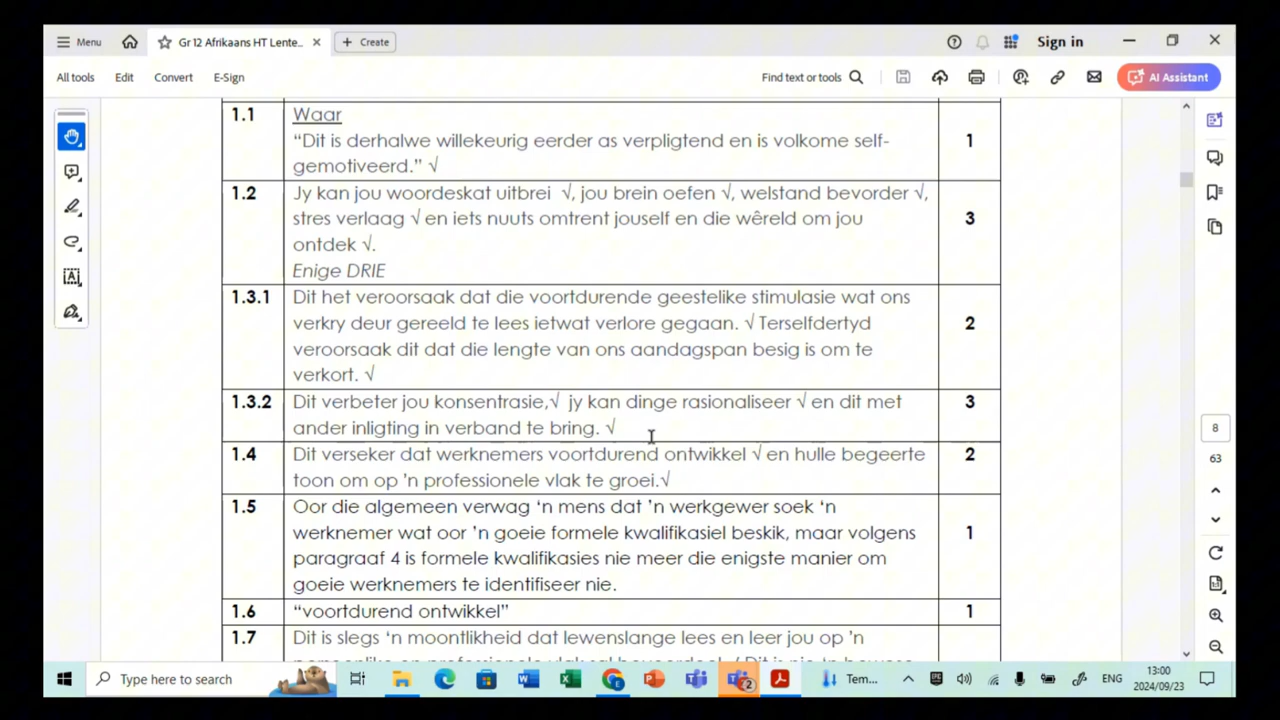 Menu
Gr 12 Afrikaans HT Lente...
Create
Sign in
All tools
Edit
Convert
E-Sign
Find text or tools
AI Assistant
1.1
Waar
“Dit is derhalwe willekeurig eerder as verpligtend en is volkome self-
gemotiveerd.” √
1
1.2
Jy kan jou woordeskat uitbrei √, jou brein oefen √, welstand bevorder √,
stres verlaag √ en iets nuuts omtrent jouself en die wêreld om jou
ontdek √.
Enige DRIE
3
1.3.1
Dit het veroorsaak dat die voortdurende geestelike stimulasie wat ons
verkry deur gereeld te lees ietwat verlore gegaan. √ Terselfdertyd
veroorsaak dit dat die lengte van ons aandagspan besig is om te
verkort. √
2
1.3.2
Dit verbeter jou konsentrasie,√ jy kan dinge rasionaliseer √ en dit met
ander inligting in verband te bring. √
3
1.4
Dit verseker dat werknemers voortdurend ontwikkel √ en hulle begeerte
toon om op ’n professionele vlak te groei.√
2
1.5
Oor die algemeen verwag ‘n mens dat ’n werkgewer soek ‘n
werknemer wat oor ’n goeie formele kwalifikasiel beskik, maar volgens
paragraaf 4 is formele kwalifikasies nie meer die enigste manier om
goeie werknemers te identifiseer nie.
1
1.6
“voortdurend ontwikkel”
1
1.7
Dit is slegs ‘n moontlikheid dat lewenslange lees en leer jou op ’n
8
63
Type here to search
2
Tem...
ENG
13:00
2024/09/23